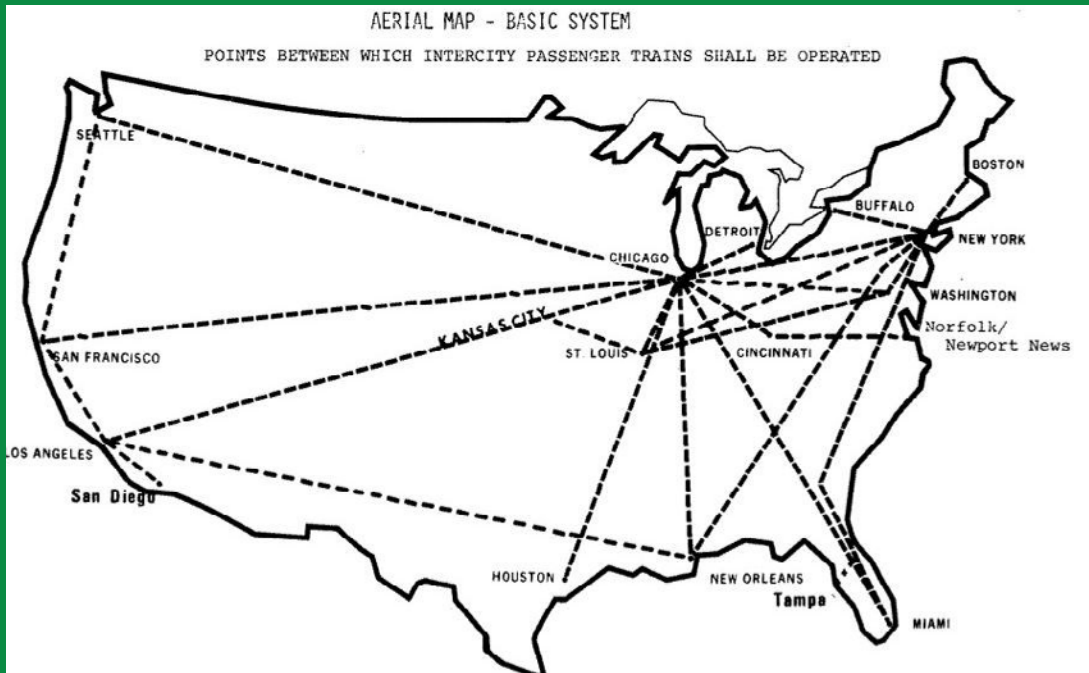 AERIAL MAP - BASIC SYSTEM
POINTS BETWEEN WHICH INTERCITY PASSENGER TRAINS SHALL BE OPERATED
SEATTLE
BOSTON
BUFFALO
DETROIT
NEW YORK
CHICAGO
WASHINGTON
KANSAS CITY
Norfolk/
Newport News
SAN FRANCISCO
ST. LOUIS
CINCINNATI
LOS ANGELES
San Diego
HOUSTON
NEW ORLEANS
Tampa
MIAMI